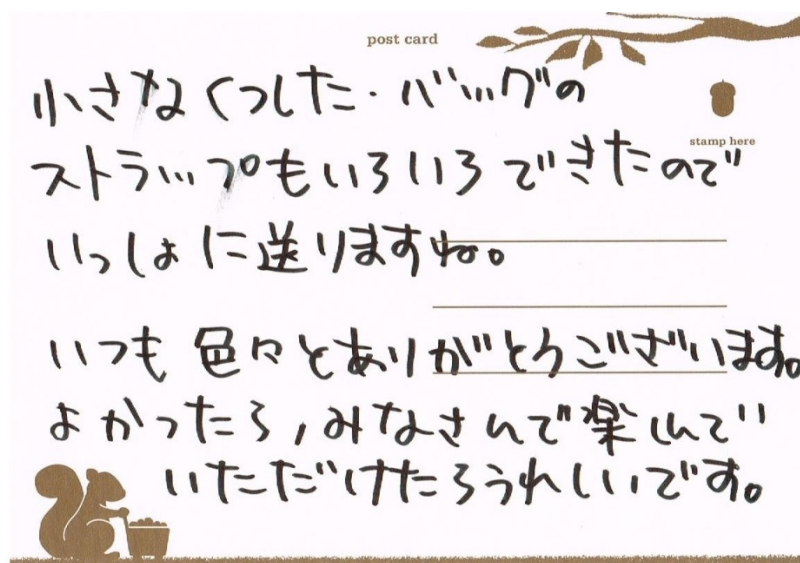 post card
小さなくつした・バッグの
stamp here
ストラップもいろいろできたので
いっしょに送りますね。
いつも色々とありがとうございます。
よかったら、みなさんで楽しんで
いただけたらうれしいです。